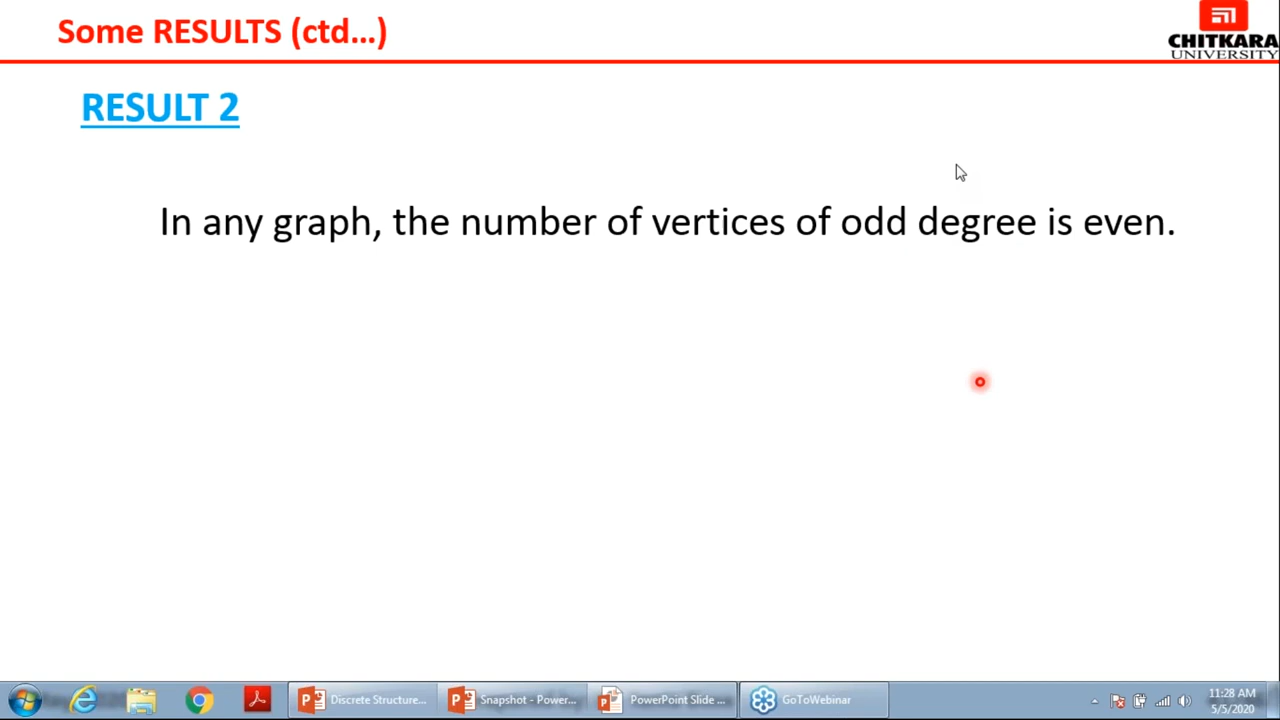 Some RESULTS (ctd...)
CHITKARA
UNIVERSITY
RESULT 2
In any graph, the number of vertices of odd degree is even.
Discrete Structure...
Snapshot - Power...
PowerPoint Slide ...
GoToWebinar
11:28 AM
5/5/2020